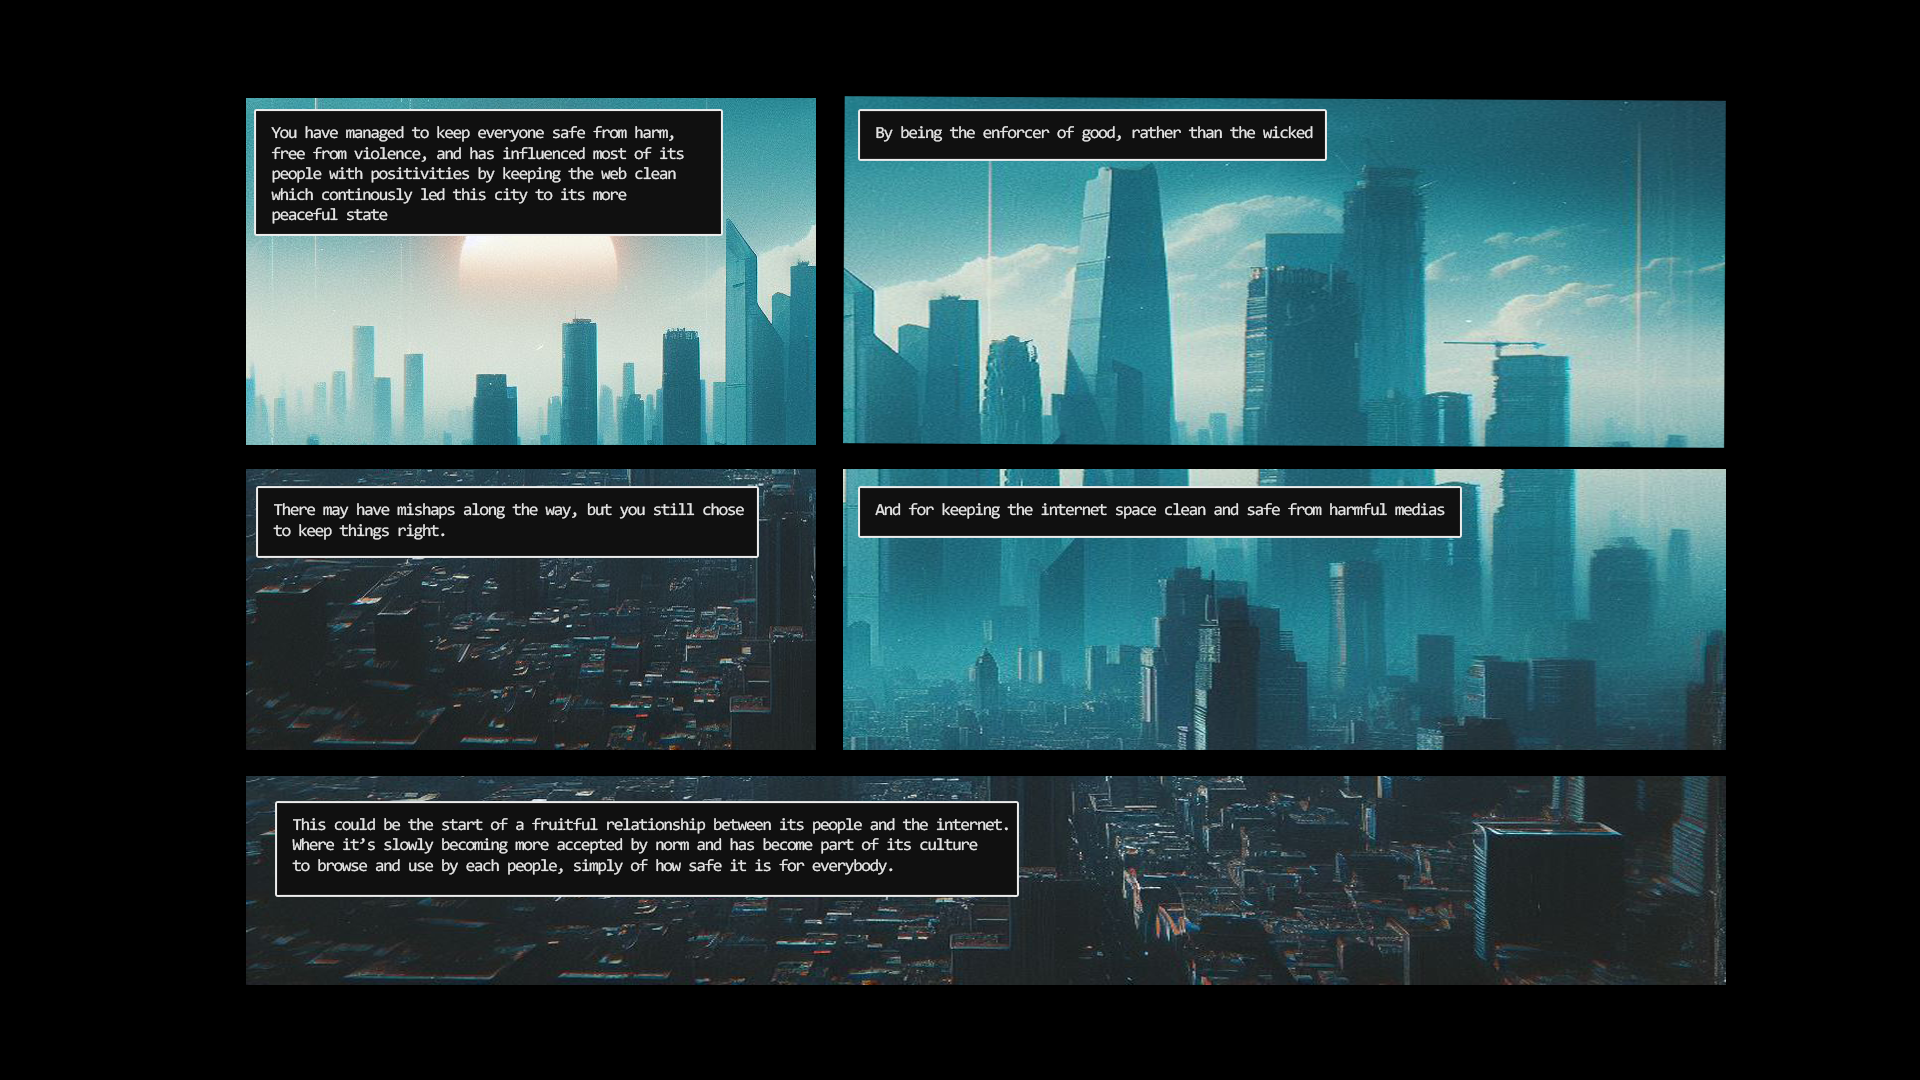 You have managed to keep everyone safe from harm,
free from violence, and has influenced most of its
people with positivities by keeping the web clean
which continously led this city to its more
peaceful state
By being the enforcer of good, rather than the wicked
There may have mishaps along the way, but you still chose
to keep things right.
And for keeping the internet space clean and safe from harmful medias
This could be the start of a fruitful relationship between its people and the internet.
Where it's slowly becoming more accepted by norm and has become part of its culture
to browse and use by each people, simply of how safe it is for everybody.